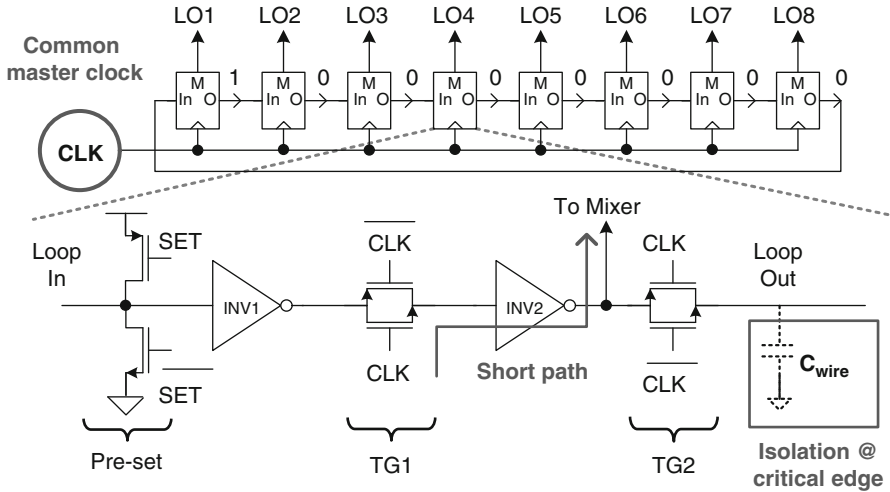 LO1 LO2 LO3 LO4 LO5 LO6 LO7 LO8
Common
master clock
M M M M M M M M
1 0 0 0 0 0 0 0
In O In O In O In O In O In O In O In O
CLK
To Mixer
Loop
In
SET
CLK
CLK
Loop
Out
INV1
INV2
SET
CLK
Short path
CLK
Cwire
Pre-set
TG1
TG2
Isolation @
critical edge